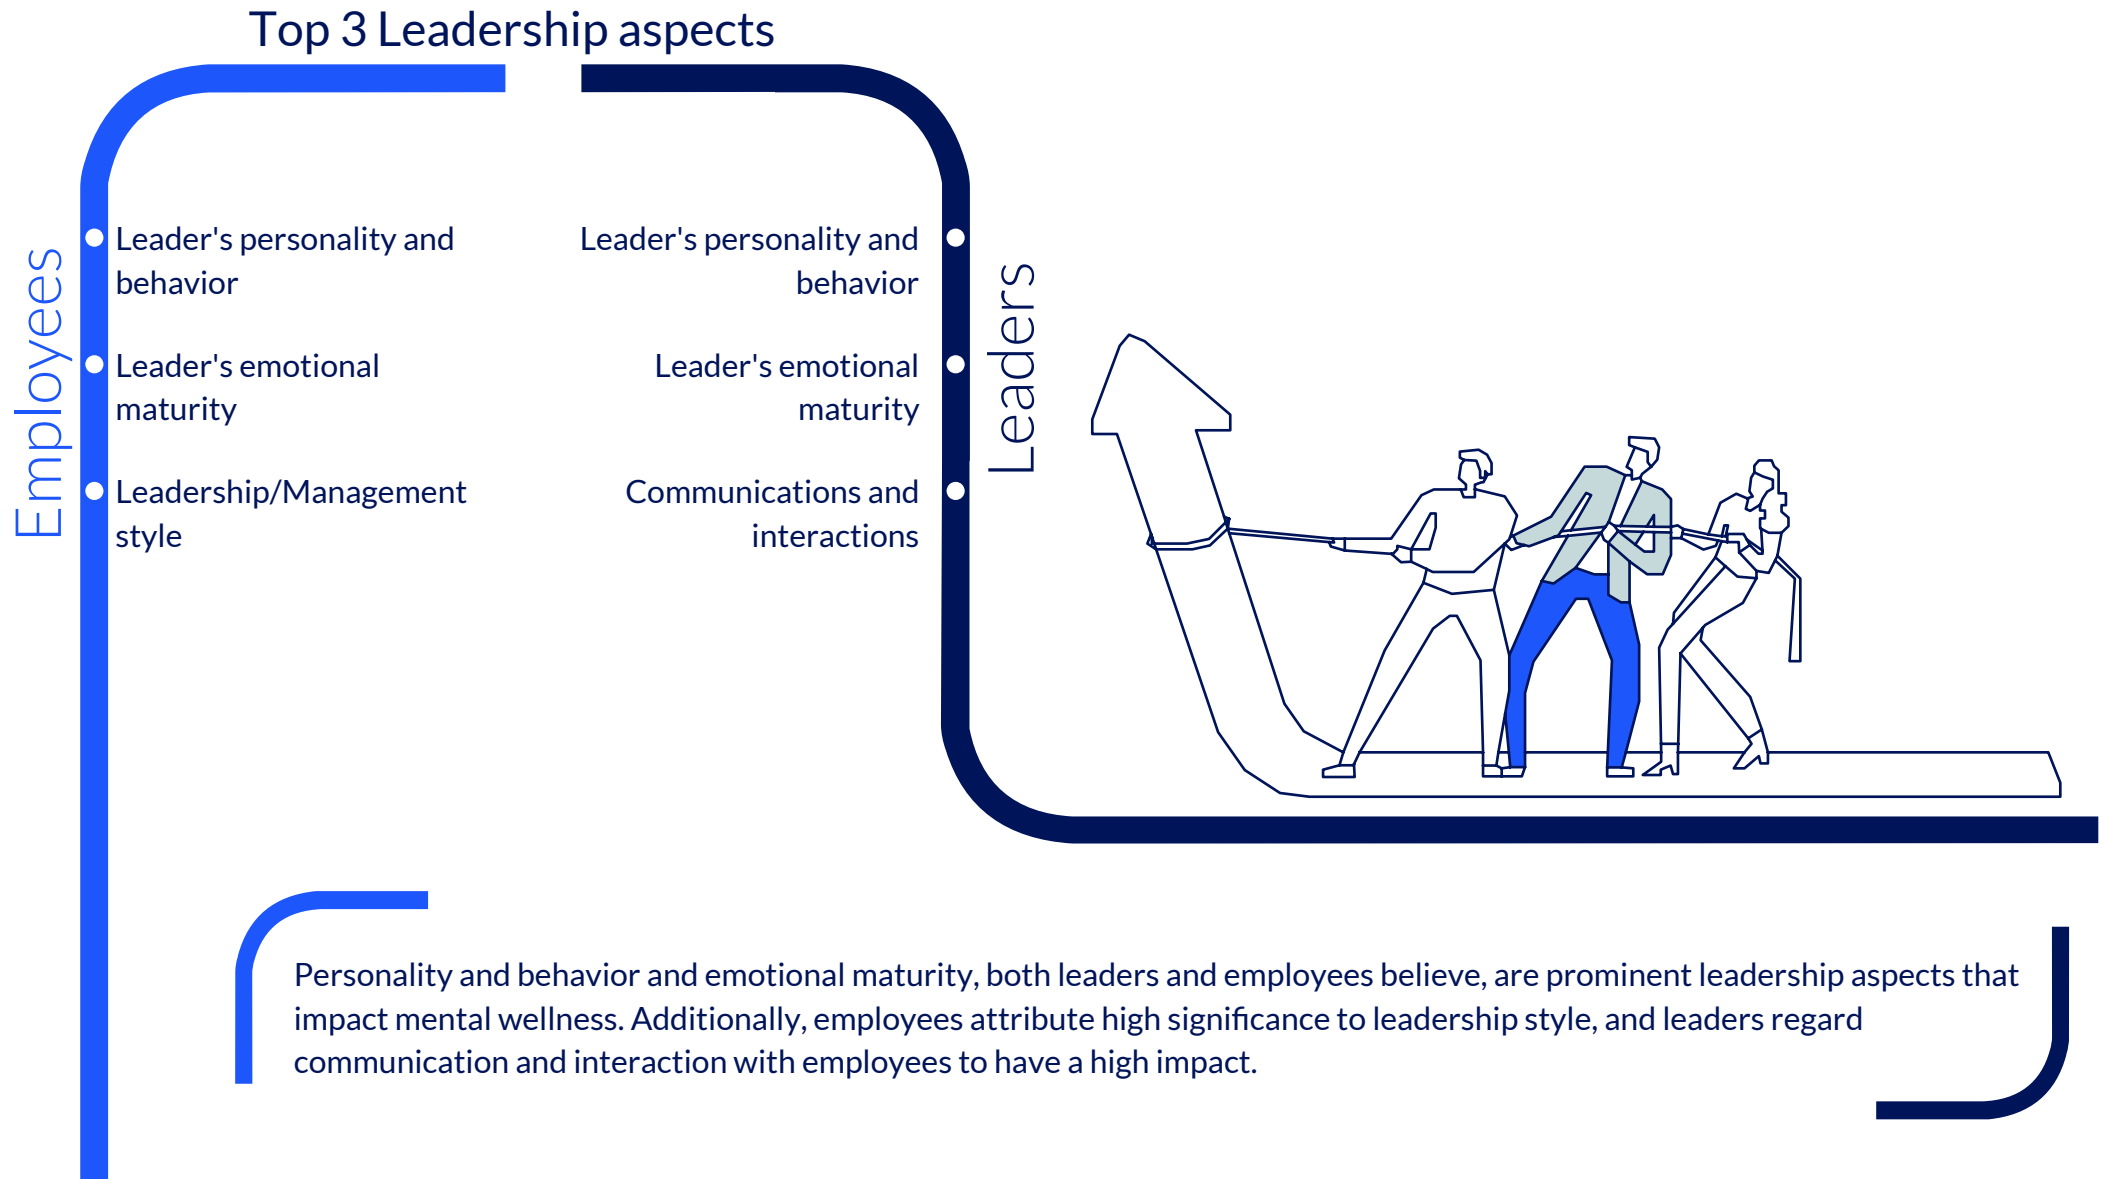 Top 3 Leadership aspects
Employees
Leader's personality and
behavior
Leader's emotional
maturity
Leadership/Management
style
Leader's personality and
behavior
Leader's emotional
maturity
Communications and
interactions
Leaders
Personality and behavior and emotional maturity, both leaders and employees believe, are prominent leadership aspects that
impact mental wellness. Additionally, employees attribute high significance to leadership style, and leaders regard
communication and interaction with employees to have a high impact.